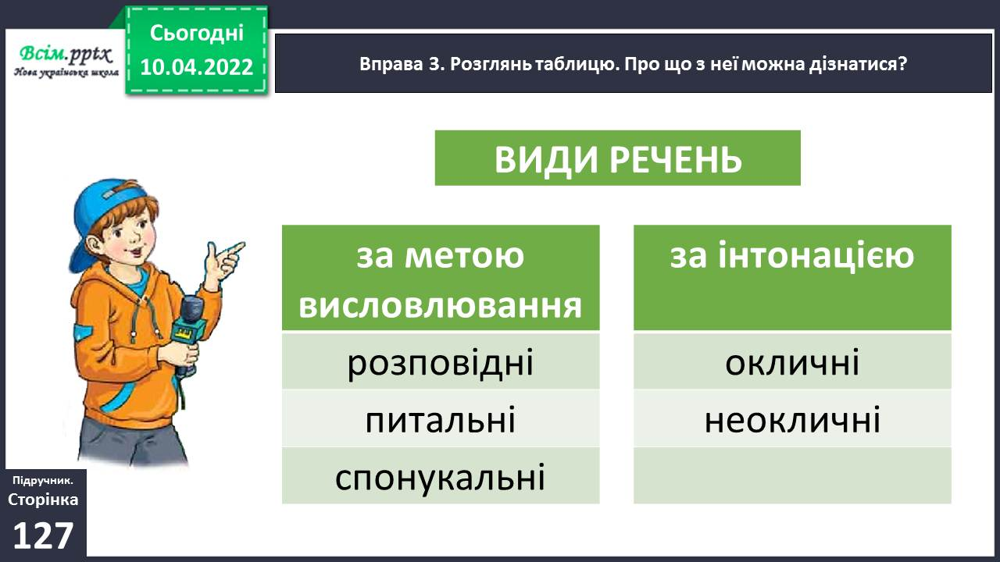 Всім.pptx
Нова українська школа
Сьогодні
10.04.2022
Вправа 3. Розглянь таблицю. Про що з неї можна дізнатися?
ВИДИ РЕЧЕНЬ
за метою
висловлювання
розповідні
питальні
спонукальні
за інтонацією
окличні
неокличні
Підручник.
Сторінка
127